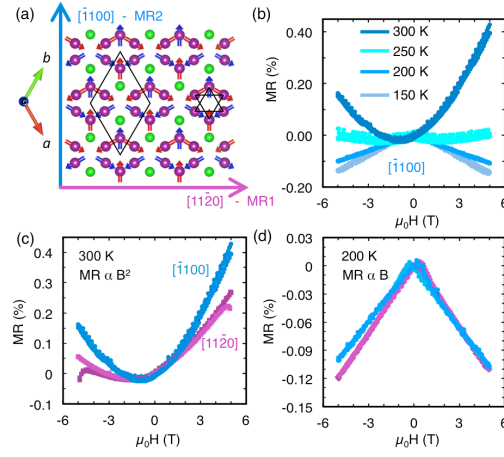 (a)
[1̄100] - MR2
b
c
a
[112̄0] - MR1
(b)
300 K
250 K
200 K
150 K
[1̄100]
MR (%)
0.40
0.20
0.00
-0.20
-6 -3 0 3 6
μ₀H (T)
(c)
300 K
MR α B²
[1̄100]
[112̄0]
MR (%)
0.4
0.3
0.2
0.1
0
-0.1
-6 -3 0 3 6
μ₀H (T)
(d)
200 K
MR α B
MR (%)
0.03
0
-0.03
-0.06
-0.09
-0.12
-0.15
-6 -3 0 3 6
μ₀H (T)